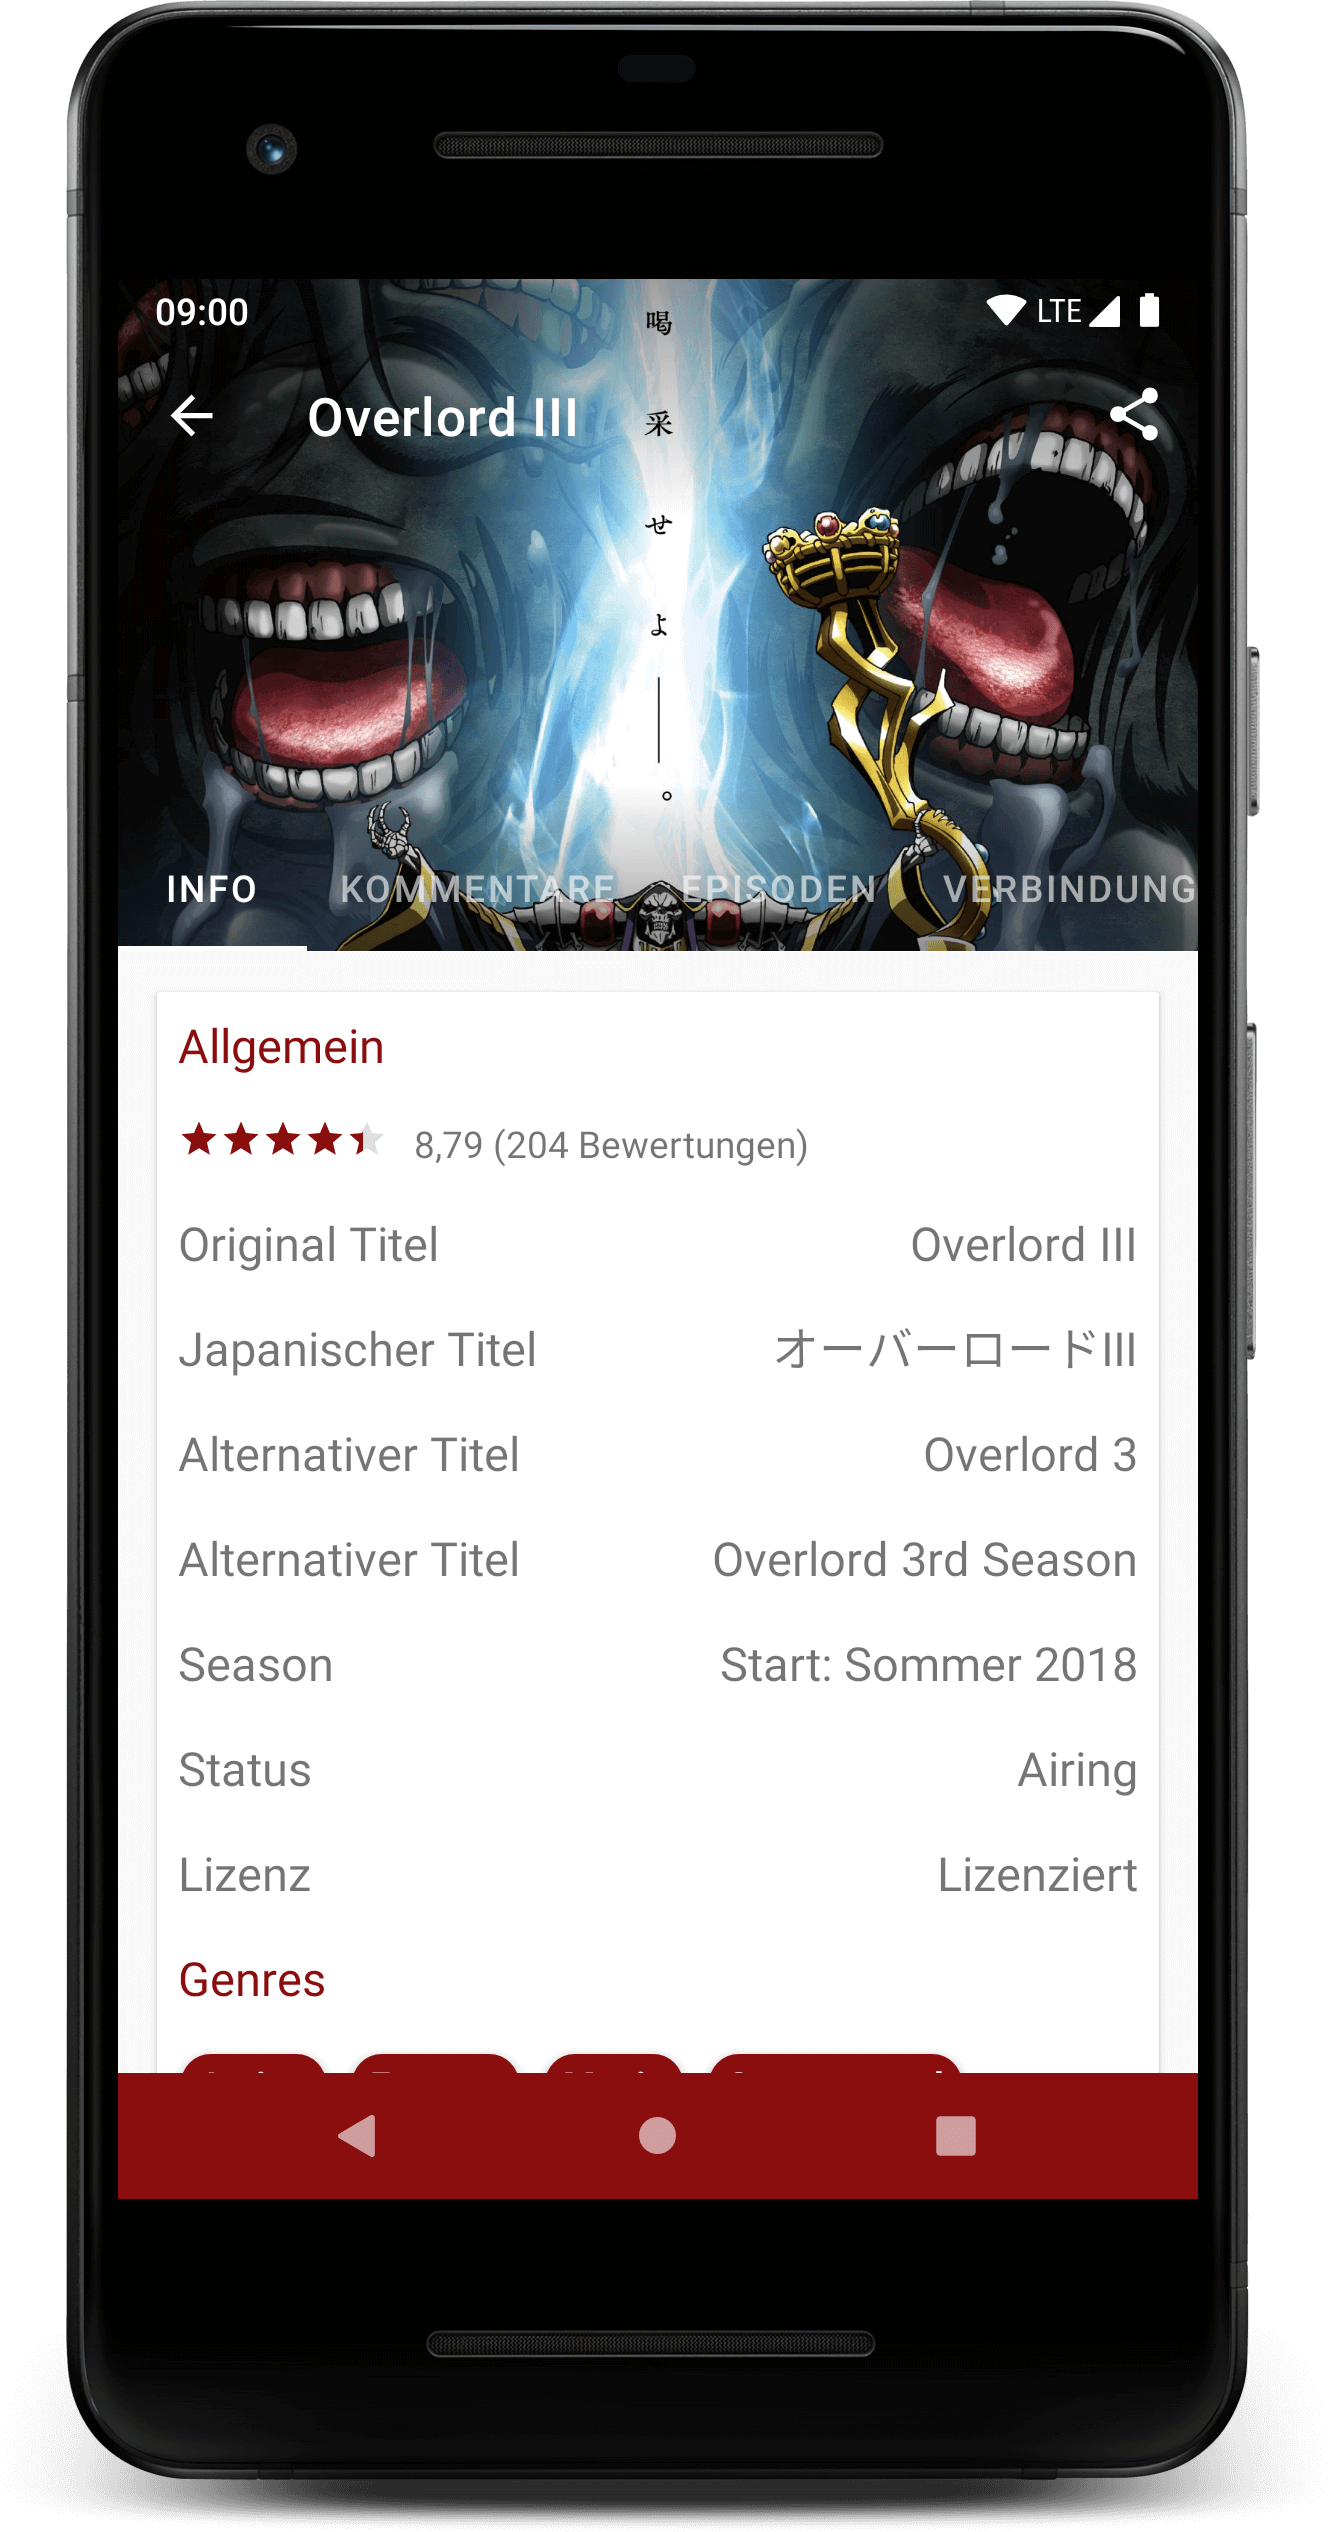 09:00 LTE
喝采せよ——。
Overlord III
INFO KOMMENTARE EPISODEN VERBINDUNG
Allgemein
8,79 (204 Bewertungen)
Original Titel Overlord III
Japanischer Titel オーバーロードIII
Alternativer Titel Overlord 3
Alternativer Titel Overlord 3rd Season
Season Start: Sommer 2018
Status Airing
Lizenz Lizenziert
Genres